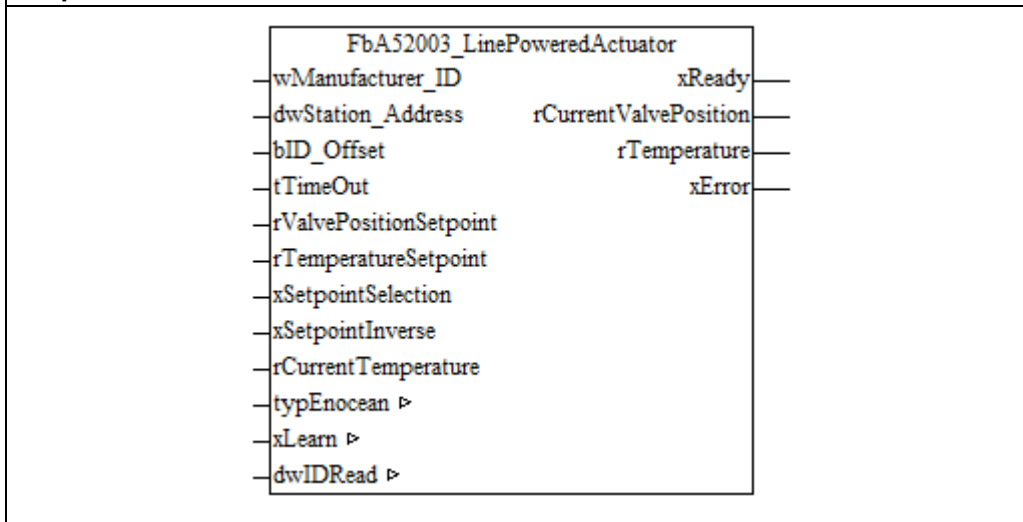 FbA52003_LinePoweredActuator
wManufacturer_ID xReady
dwStation_Address rCurrentValvePosition
bID_Offset rTemperature
tTimeOut xError
rValvePositionSetpoint
rTemperatureSetpoint
xSetpointSelection
xSetpointInverse
rCurrentTemperature
typEnocean ▹
xLearn ▹
dwIDRead ▹